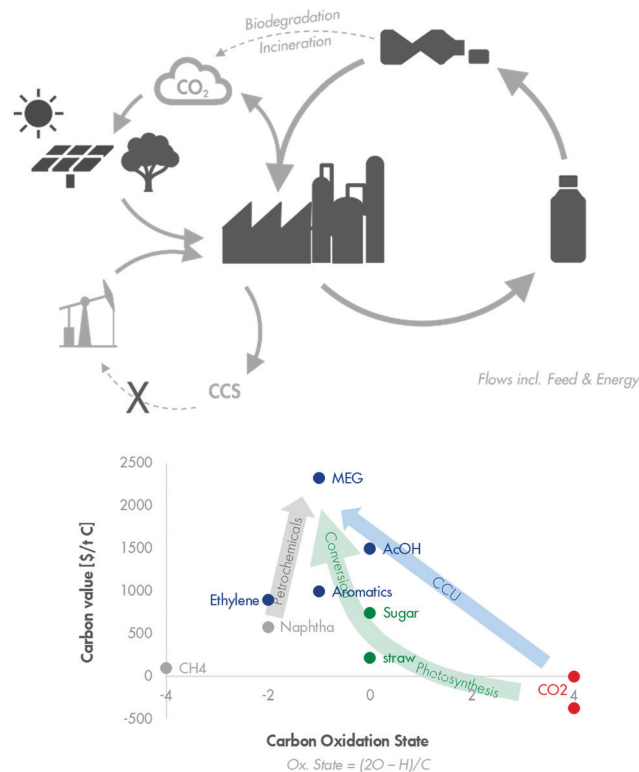 Biodegradation
Incineration
CO₂
CCS
X
Flows incl. Feed & Energy
Carbon value [$/t C]
2500
2000
1500
1000
500
0
-500
-4
-2
0
2
4
MEG
Petrochemicals
Conversion
CCU
AcOH
Ethylene
Aromatics
Naphtha
Sugar
CH4
straw
Photosynthesis
CO2
Carbon Oxidation State
Ox. State = (2O – H)/C